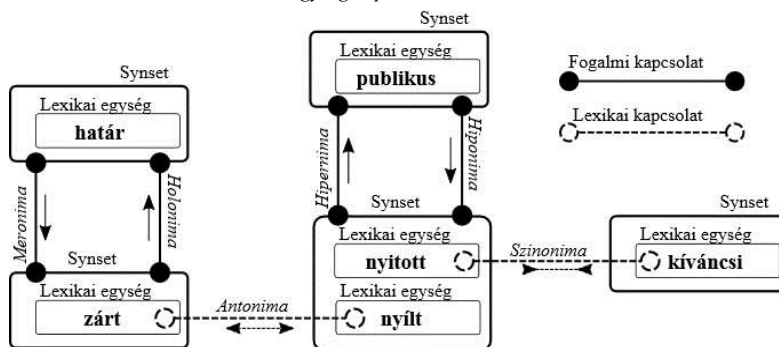 Synset
Lexikai egység
publikus
Fogalmi kapcsolat
Lexikai kapcsolat
Synset
Lexikai egység
határ
Meronima
Holonima
Hipernima
Hiponima
Synset
Lexikai egység
zárt
Antonima
Synset
Lexikai egység
nyitott
Lexikai egység
nyílt
Szinonima
Synset
Lexikai egység
kíváncsi